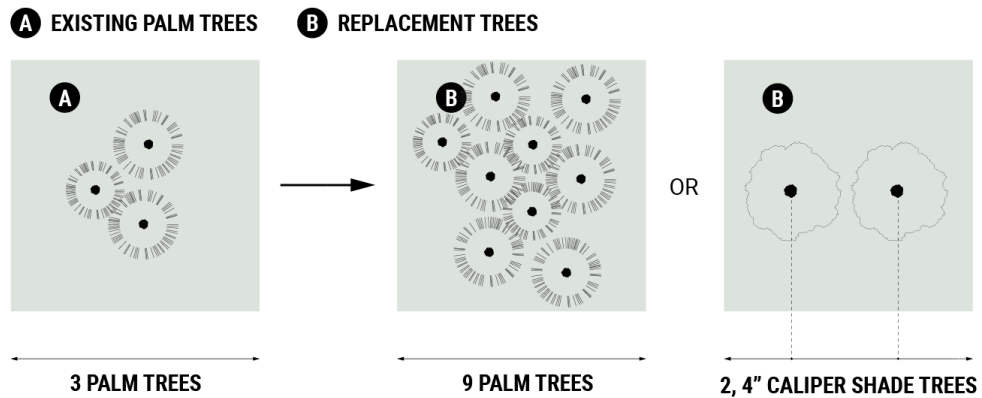 A EXISTING PALM TREES
B REPLACEMENT TREES
A
B
OR
B
3 PALM TREES
9 PALM TREES
2, 4” CALIPER SHADE TREES